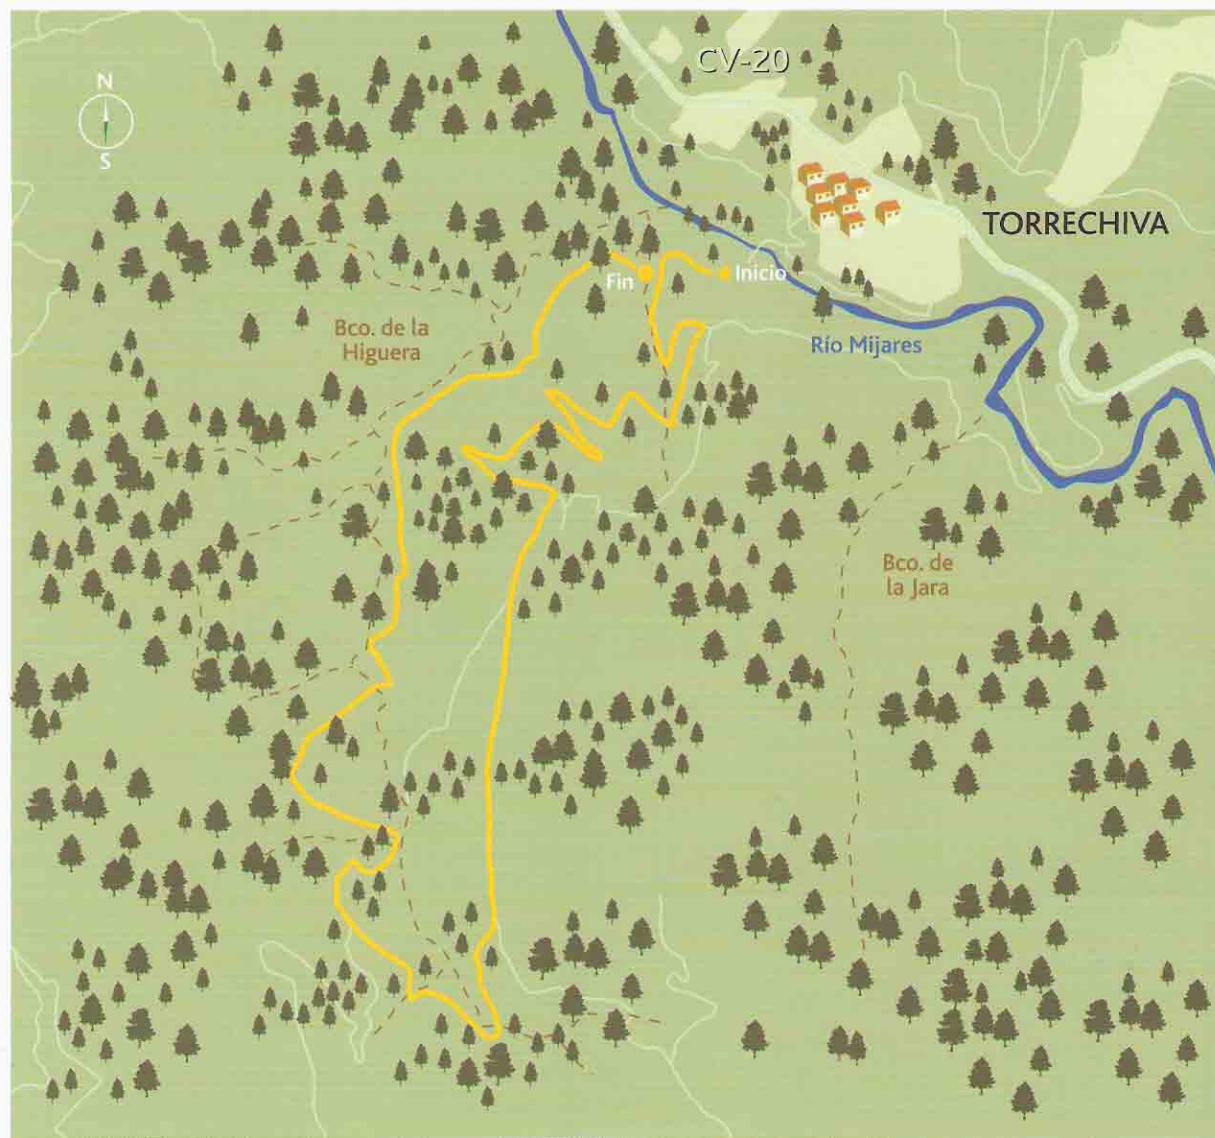 CV-20
N
S
TORRECHIVA
Inicio
Fin
Bco. de la
Higuera
Río Mijares
Bco. de
la Jara